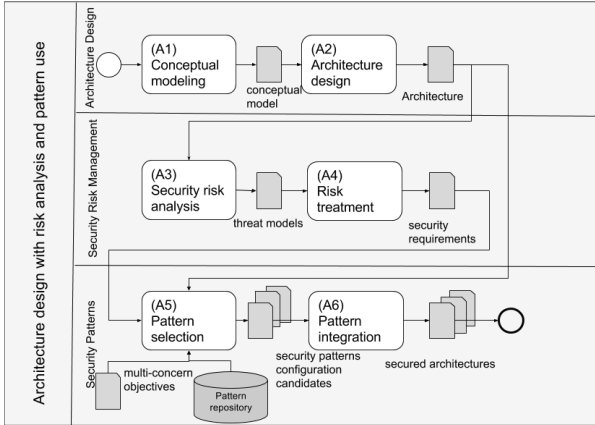 Architecture design with risk analysis and pattern use
Architecture Design
(A1)
Conceptual
modeling
conceptual
model
(A2)
Architecture
design
Architecture
Security Risk Management
(A3)
Security risk
analysis
threat models
(A4)
Risk
treatment
security
requirements
Security Patterns
(A5)
Pattern
selection
security patterns
configuration
candidates
(A6)
Pattern
integration
secured architectures
multi-concern
objectives
Pattern
repository